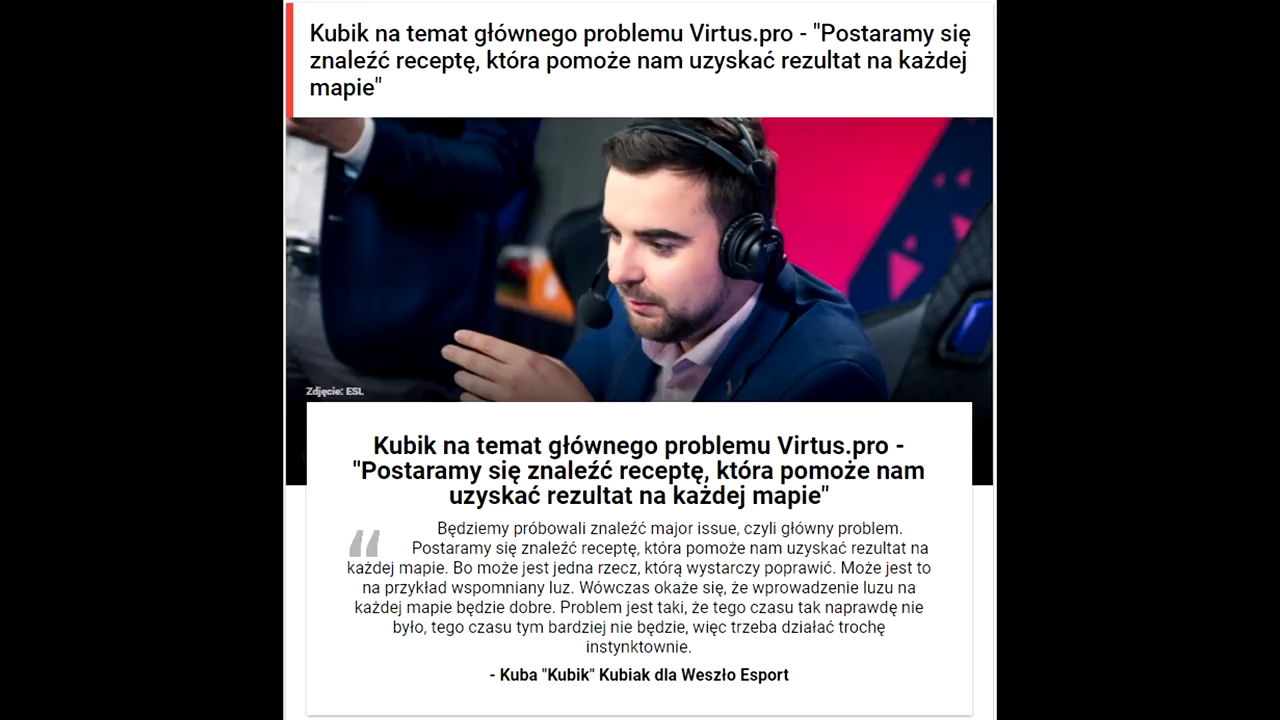 Kubik na temat głównego problemu Virtus.pro - "Postaramy się
znaleźć receptę, która pomoże nam uzyskać rezultat na każdej
mapie"
Zdjęcie: ESL
Kubik na temat głównego problemu Virtus.pro -
"Postaramy się znaleźć receptę, która pomoże nam
uzyskać rezultat na każdej mapie"
“ Będziemy próbowali znaleźć major issue, czyli główny problem.
Postaramy się znaleźć receptę, która pomoże nam uzyskać rezultat na
każdej mapie. Bo może jest jedna rzecz, którą wystarczy poprawić. Może jest to
na przykład wspomniany luz. Wówczas okaże się, że wprowadzenie luzu na
każdej mapie będzie dobre. Problem jest taki, że tego czasu tak naprawdę nie
było, tego czasu tym bardziej nie będzie, więc trzeba działać trochę
instynktownie.
- Kuba "Kubik" Kubiak dla Weszło Esport